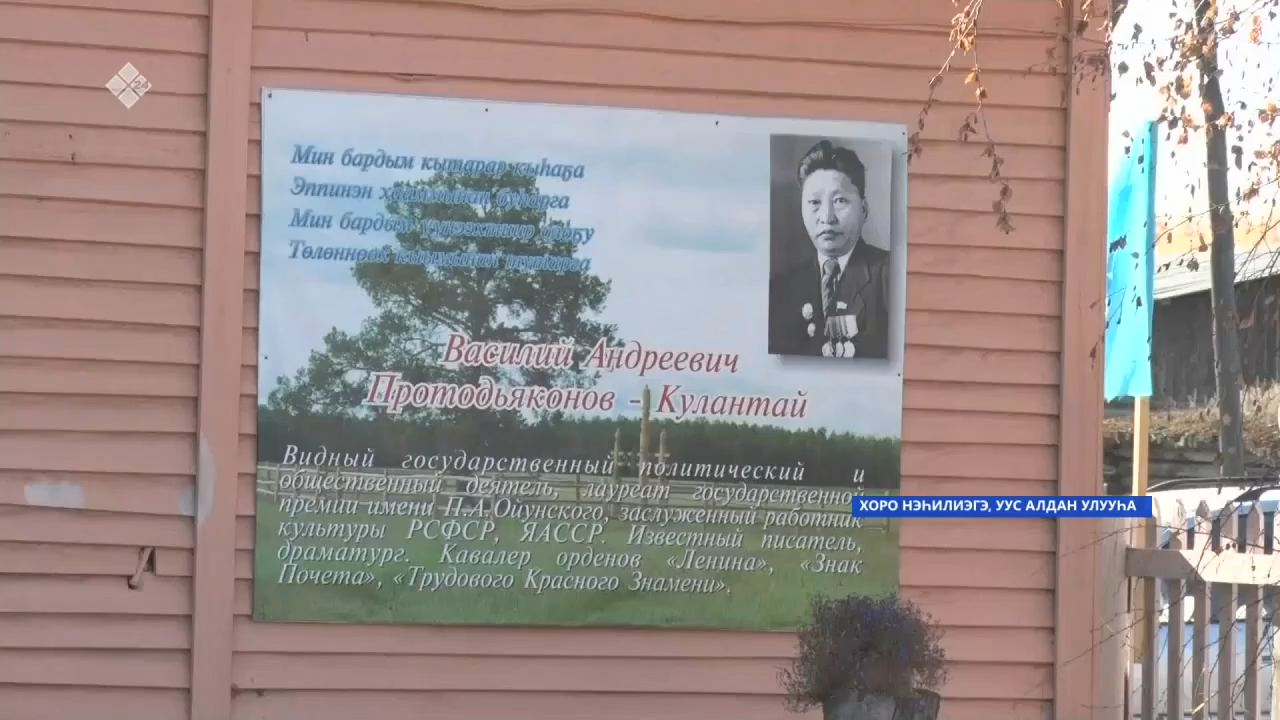 24
Мин бардым кытарар кыһаҕа
Эппинэн
Мин бардым
Василий Андреевич
Протодьяконов - Кулантай
Видный государственный политический и
общественный деятель, лауреат государственной
премии имени П.А.Ойунского, заслуженный работник
культуры РСФСР, ЯАССР. Известный писатель,
драматург. Кавалер орденов «Ленина», «Знак
Почета», «Трудового Красного Знамени».
ХОРО НЭҺИЛИЭГЭ, УУС АЛДАН УЛУУҺА